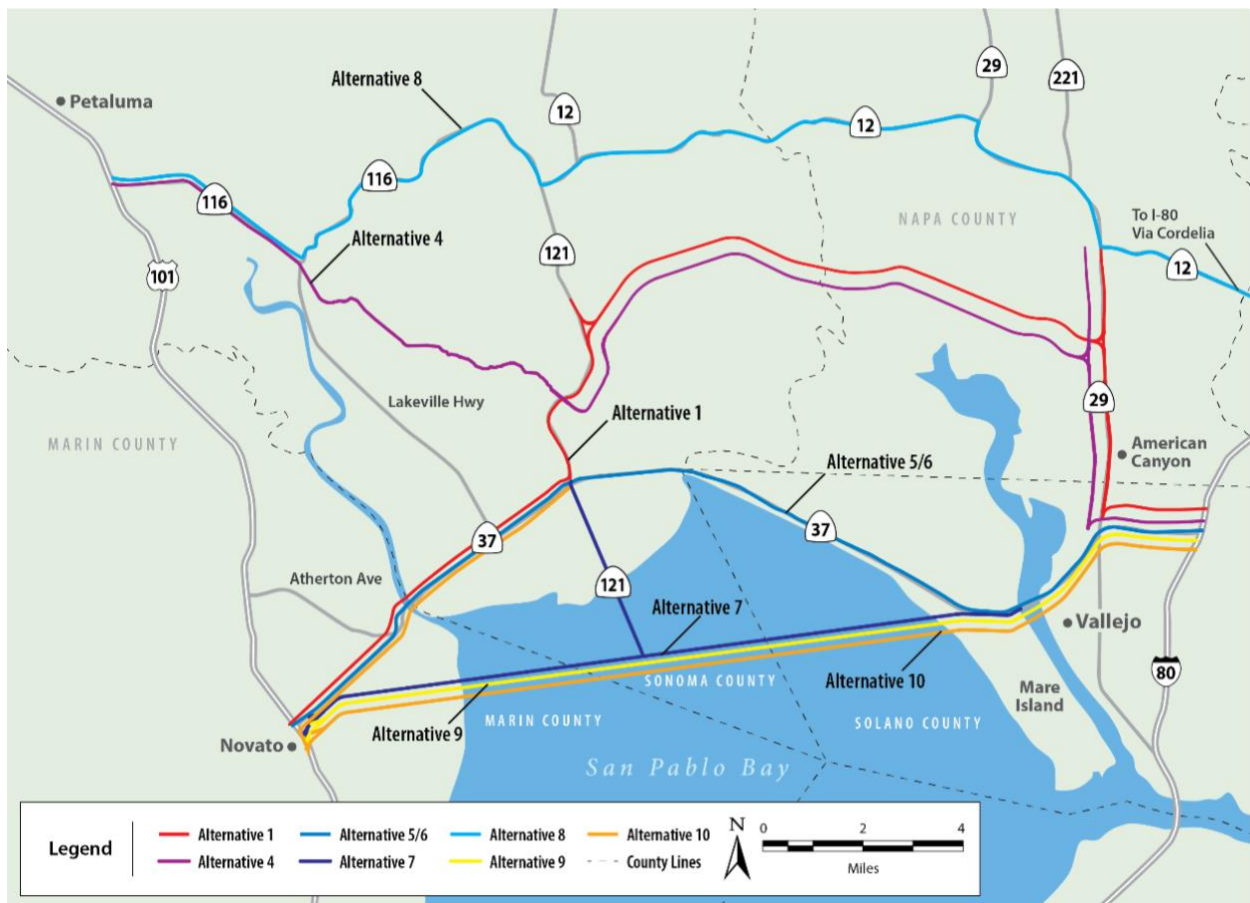 Alternative 8
29
221
Petaluma
12
12
116
116
NAPA COUNTY
To I-80
Via Cordelia
Alternative 4
121
12
101
Lakeville Hwy
29
MARIN COUNTY
Alternative 1
American
Canyon
Alternative 5/6
37
37
Atherton Ave
121
Alternative 7
Vallejo
80
SONOMA COUNTY
Alternative 10
Mare
Island
MARIN COUNTY
SOLANO COUNTY
Alternative 9
Novato
San Pablo Bay
Legend
Alternative 1
Alternative 5/6
Alternative 8
Alternative 10
Alternative 4
Alternative 7
Alternative 9
County Lines
N
0 2 4
Miles